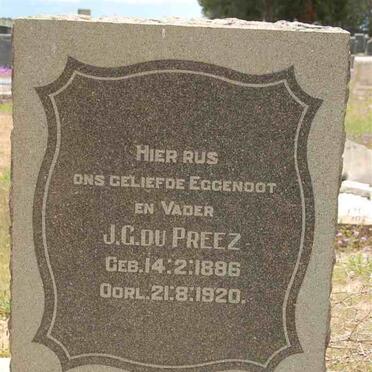 HIER RUS
ONS GELIEFDE EGGENOOT
EN VADER
J.G. DU PREEZ
GEB. 14:2:1886
OORL. 21:8:1920.